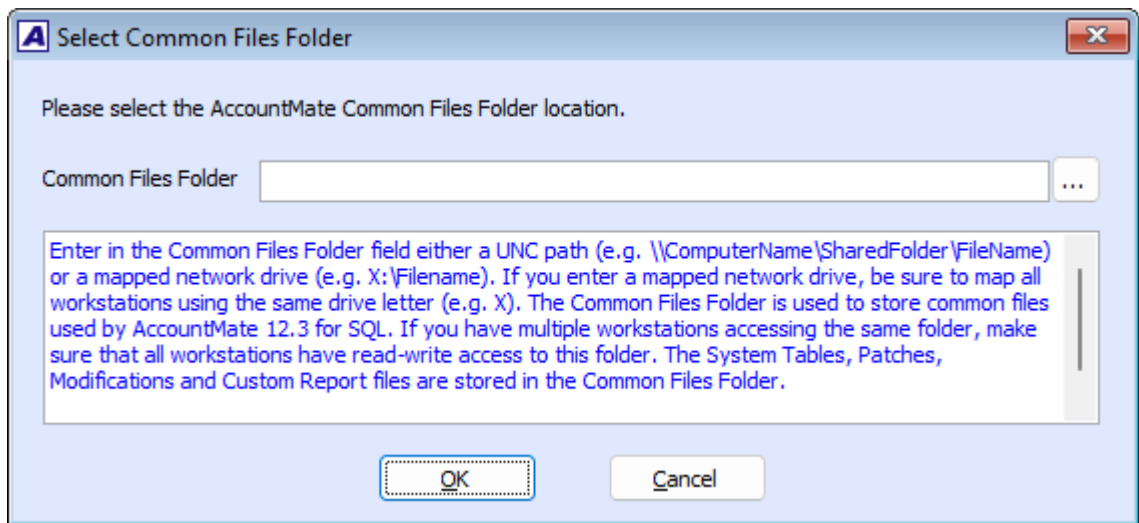 A Select Common Files Folder
Please select the AccountMate Common Files Folder location.
Common Files Folder ...
Enter in the Common Files Folder field either a UNC path (e.g. \\ComputerName\SharedFolder\FileName)
or a mapped network drive (e.g. X:\Filename). If you enter a mapped network drive, be sure to map all
workstations using the same drive letter (e.g. X). The Common Files Folder is used to store common files
used by AccountMate 12.3 for SQL. If you have multiple workstations accessing the same folder, make
sure that all workstations have read-write access to this folder. The System Tables, Patches,
Modifications and Custom Report files are stored in the Common Files Folder.
OK Cancel